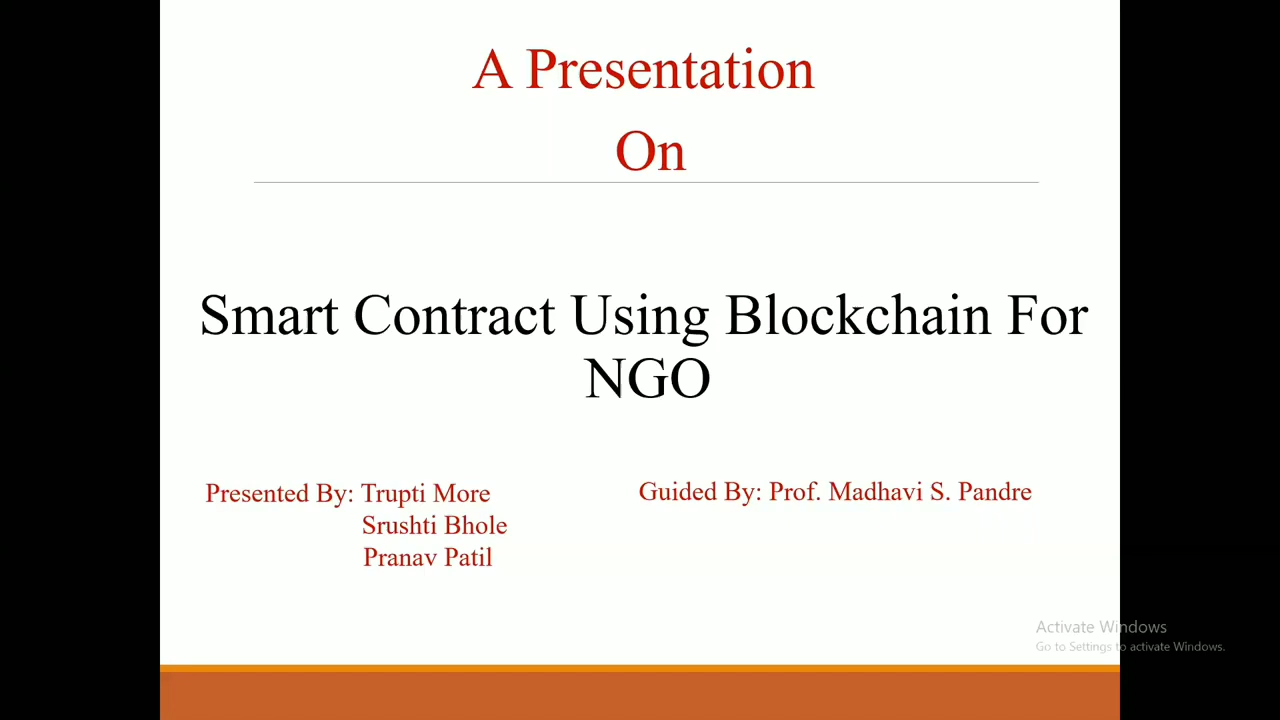 A Presentation
On
Smart Contract Using Blockchain For
NGO
Presented By: Trupti More
Srushti Bhole
Pranav Patil
Guided By: Prof. Madhavi S. Pandre
Activate Windows
Go to Settings to activate Windows.